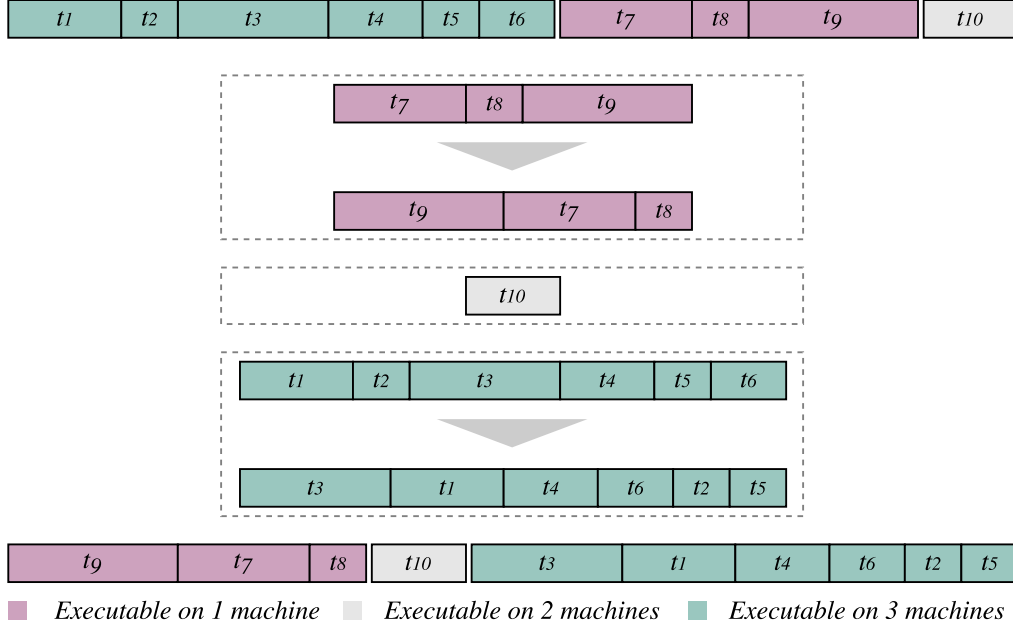 t1 t2 t3 t4 t5 t6 t7 t8 t9 t10
t7 t8 t9
t9 t7 t8
t10
t1 t2 t3 t4 t5 t6
t3 t1 t4 t6 t2 t5
t9 t7 t8 t10 t3 t1 t4 t6 t2 t5
Executable on 1 machine Executable on 2 machines Executable on 3 machines